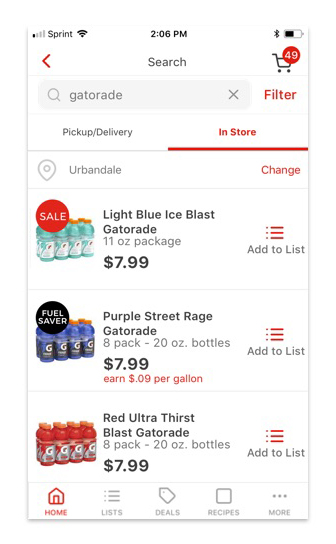 Sprint 2:06 PM
Search
49
gatorade
Filter
Pickup/Delivery In Store
Urbandale Change
SALE
Light Blue Ice Blast
Gatorade
11 oz package
$7.99
Add to List
FUEL
SAVER
Purple Street Rage
Gatorade
8 pack - 20 oz. bottles
$7.99
earn $.09 per gallon
Add to List
Red Ultra Thirst
Blast Gatorade
8 pack - 20 oz. bottles
$7.99
Add to List
HOME LISTS DEALS RECIPES MORE